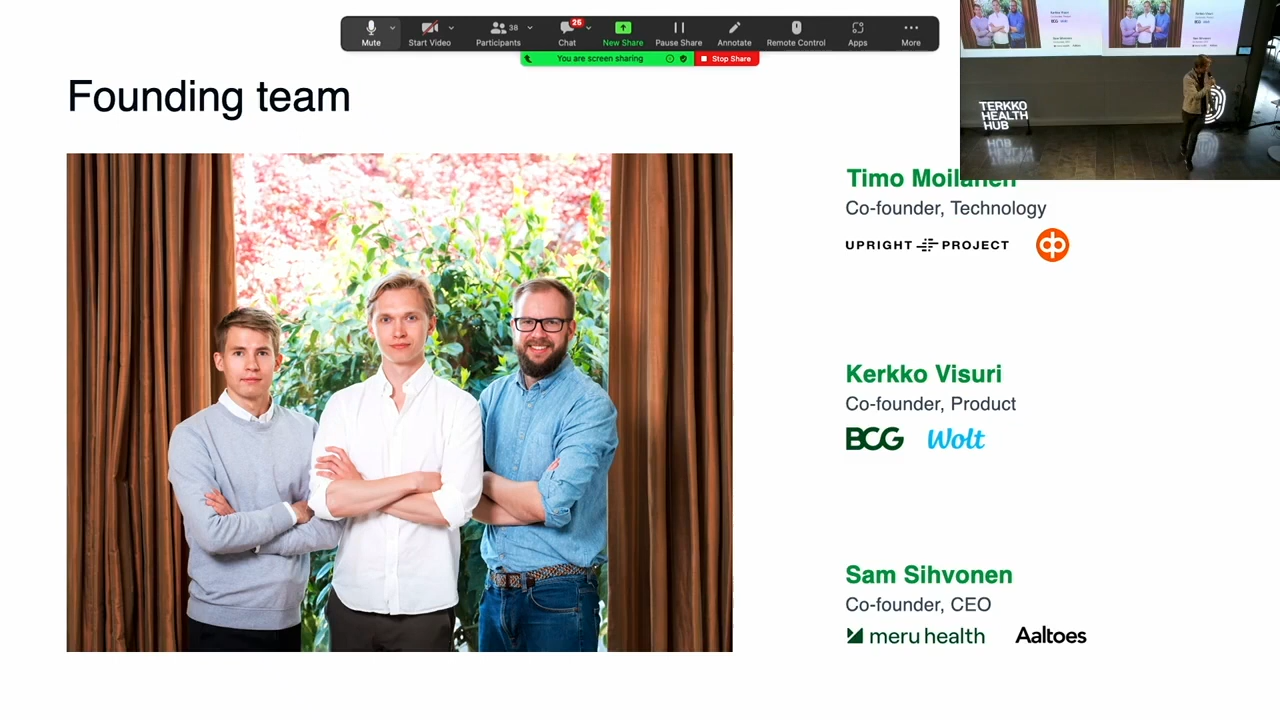 38
25
Mute
Start Video
Participants
Chat
New Share
Pause Share
Annotate
Remote Control
Apps
More
You are screen sharing
Stop Share
Founding team
TERKKO
HEALTH
HUB
Timo Moilanen
Co-founder, Technology
UPRIGHT PROJECT
Kerkko Visuri
Co-founder, Product
BCG Wolt
Sam Sihvonen
Co-founder, CEO
meru health Aaltoes